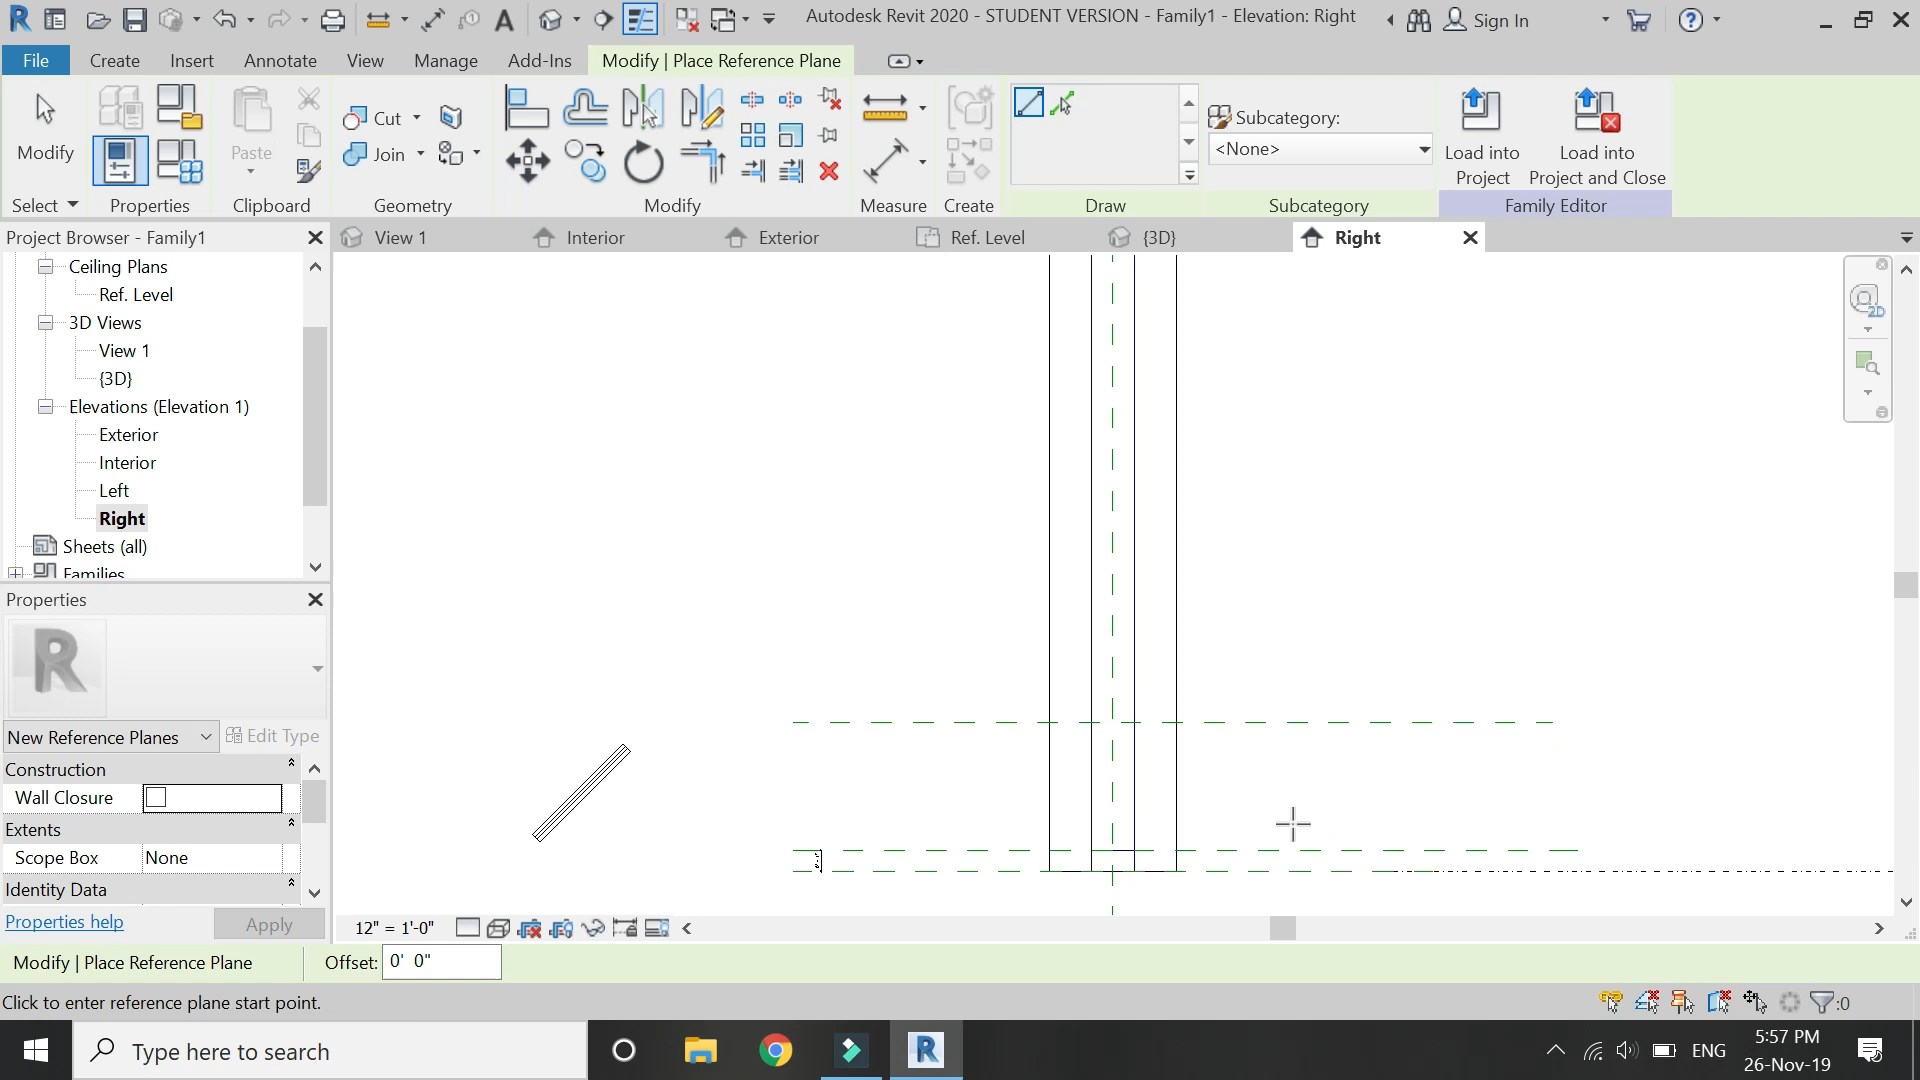 Autodesk Revit 2020 - STUDENT VERSION - Family1 - Elevation: Right
Sign In
File
Create
Insert
Annotate
View
Manage
Add-Ins
Modify | Place Reference Plane
Modify
Paste
Cut
Join
Subcategory:
<None>
Load into
Project
Load into
Project and Close
Select
Properties
Clipboard
Geometry
Modify
Measure
Create
Draw
Subcategory
Family Editor
Project Browser - Family1
View 1
Interior
Exterior
Ref. Level
{3D}
Right
Ceiling Plans
Ref. Level
3D Views
View 1
{3D}
Elevations (Elevation 1)
Exterior
Interior
Left
Right
Sheets (all)
Families
Properties
R
New Reference Planes
Edit Type
Construction
Wall Closure
Extents
Scope Box
None
Identity Data
Properties help
Apply
2D
12" = 1'-0"
Modify | Place Reference Plane
Offset:
0' 0"
Click to enter reference plane start point.
:0
Type here to search
ENG
5:57 PM
26-Nov-19